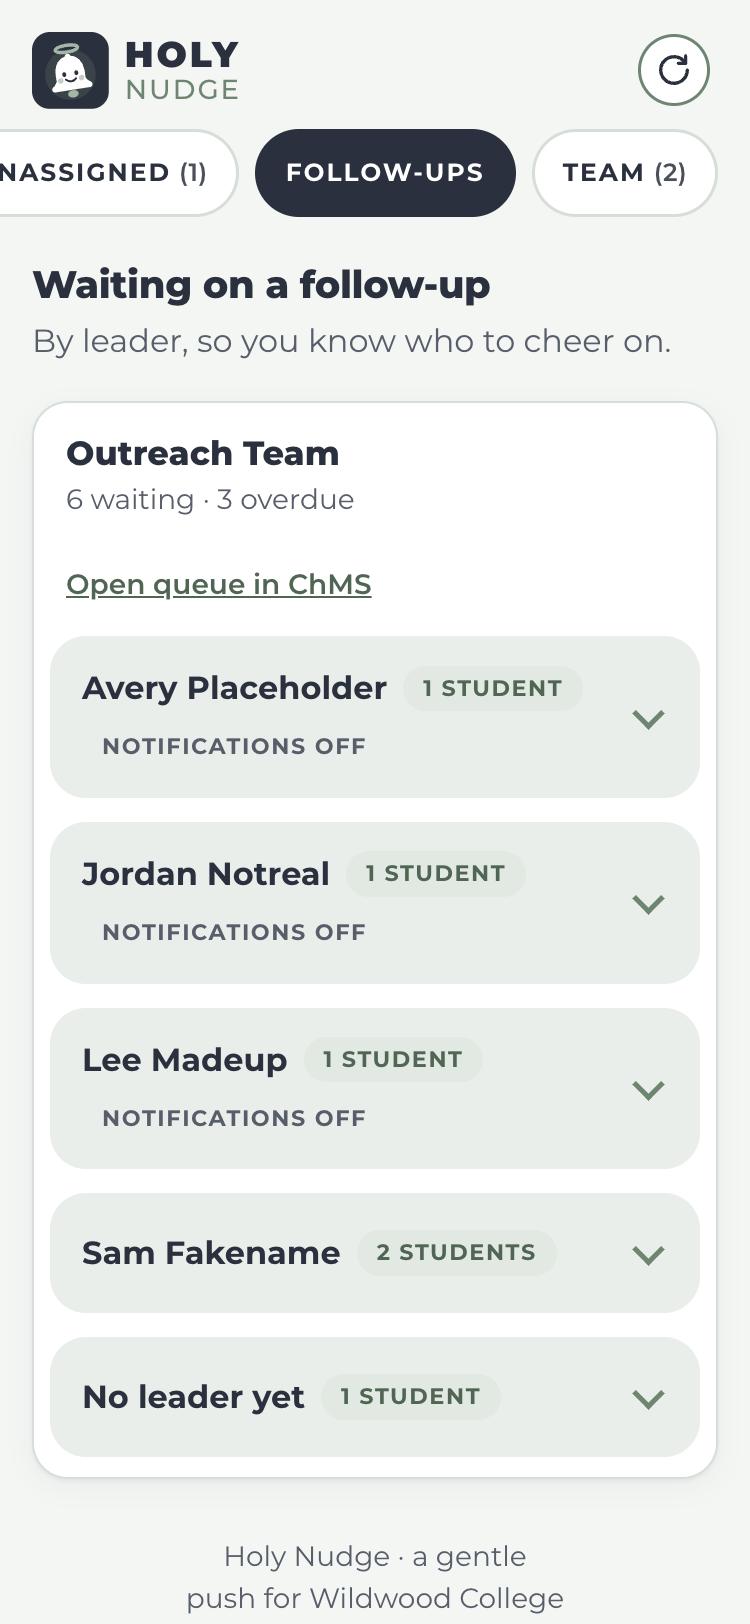 HOLY
NUDGE
NASSIGNED (1)
FOLLOW-UPS
TEAM (2)
Waiting on a follow-up
By leader, so you know who to cheer on.
Outreach Team
6 waiting · 3 overdue
Open queue in ChMS
Avery Placeholder 1 STUDENT
NOTIFICATIONS OFF
Jordan Notreal 1 STUDENT
NOTIFICATIONS OFF
Lee Madeup 1 STUDENT
NOTIFICATIONS OFF
Sam Fakename 2 STUDENTS
No leader yet 1 STUDENT
Holy Nudge · a gentle
push for Wildwood College